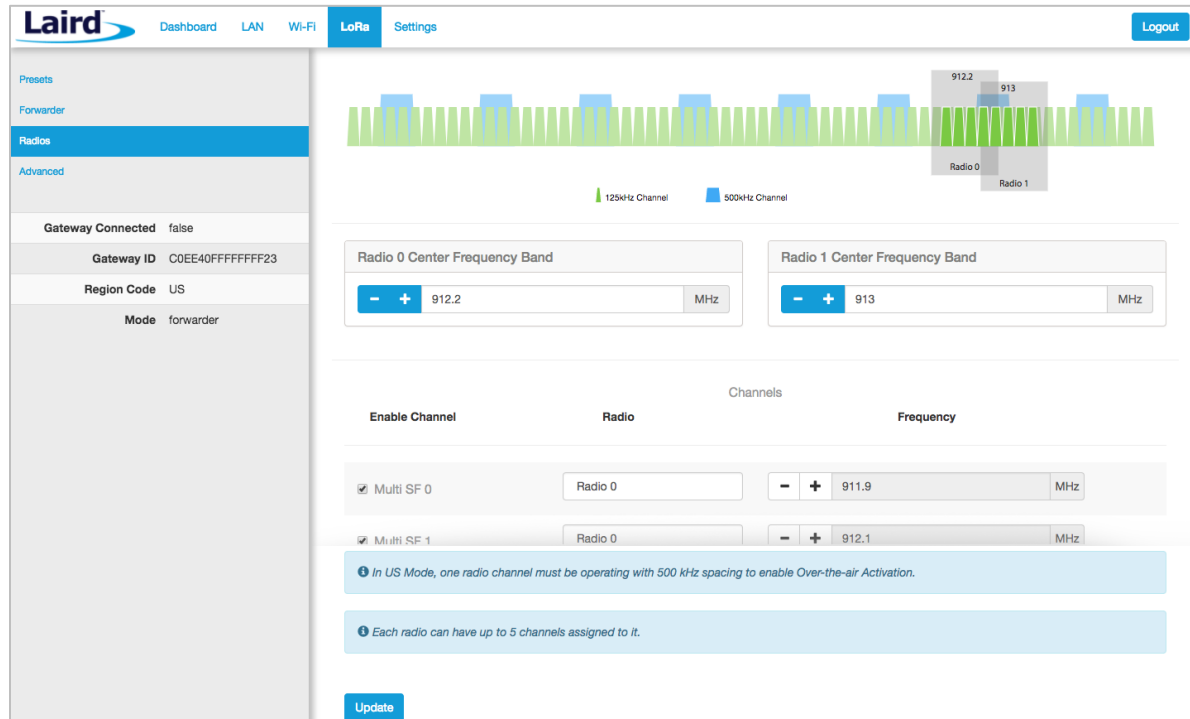 Laird™ Dashboard LAN Wi-Fi LoRa Settings Logout
Presets
Forwarder
Radios
Advanced
Gateway Connected false
Gateway ID C0EE40FFFFFFFF23
Region Code US
Mode forwarder
912.2
913
Radio 0
Radio 1
125kHz Channel 500kHz Channel
Radio 0 Center Frequency Band Radio 1 Center Frequency Band
- + 912.2 MHz - + 913 MHz
Channels
Enable Channel Radio Frequency
Multi SF 0 Radio 0 - + 911.9 MHz
Multi SF 1 Radio 0 - + 912.1 MHz
In US Mode, one radio channel must be operating with 500 kHz spacing to enable Over-the-air Activation.
Each radio can have up to 5 channels assigned to it.
Update